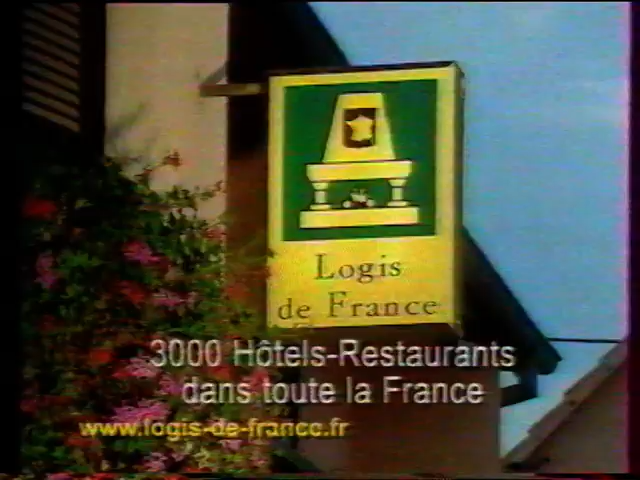 Logis
de France
3000 Hôtels-Restaurants
dans toute la France
www.logis-de-france.fr